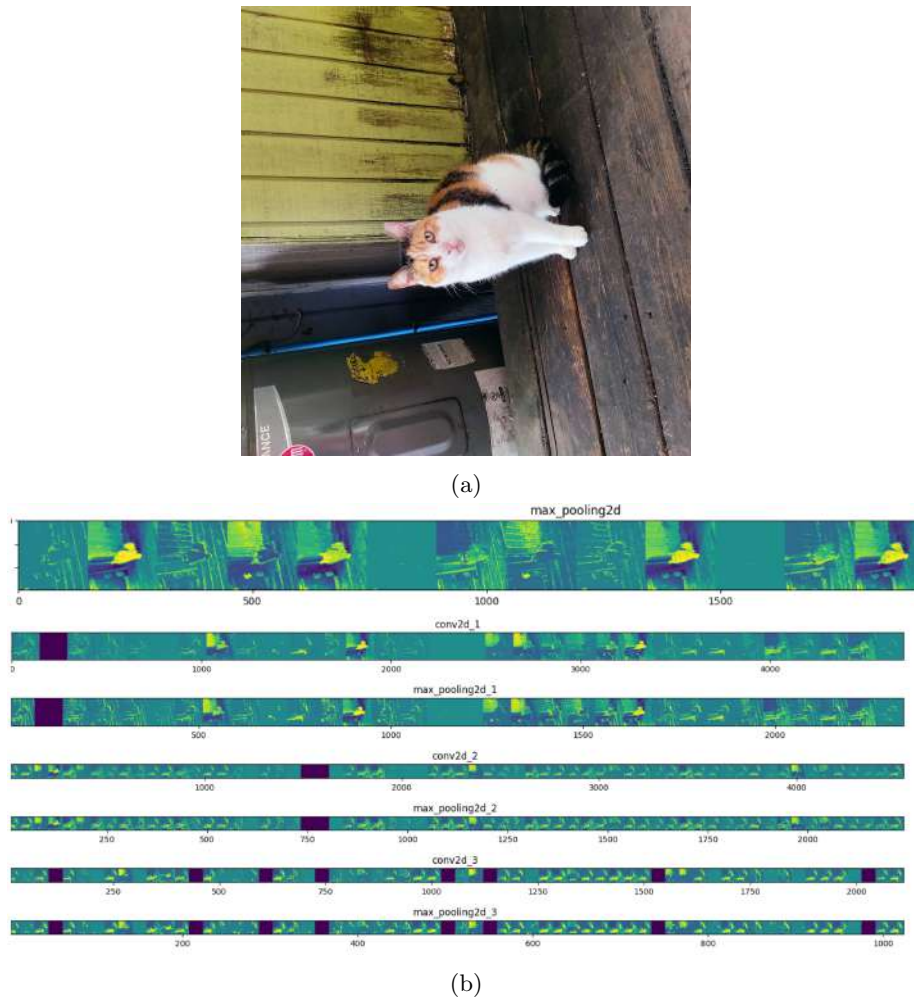 ANCE
(a)
max_pooling2d
0 500 1000 1500
conv2d_1
0 1000 2000 3000 4000
max_pooling2d_1
500 1000 1500 2000
conv2d_2
1000 2000 3000 4000
max_pooling2d_2
250 500 750 1000 1250 1500 1750 2000
conv2d_3
250 500 750 1000 1250 1500 1750 2000
max_pooling2d_3
200 400 600 800 1000
(b)